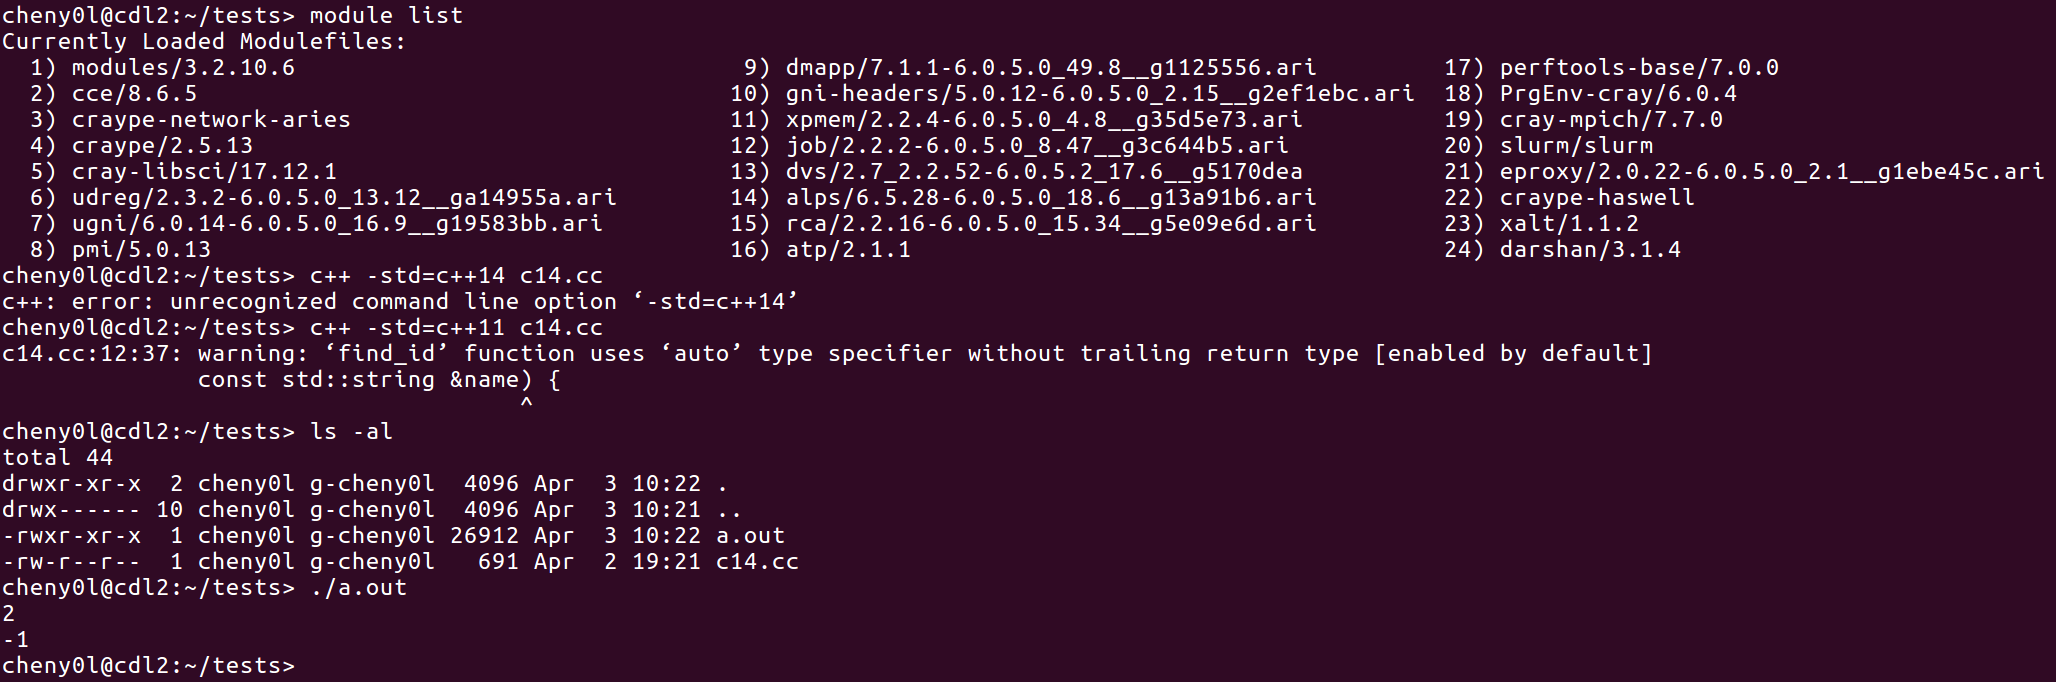 cheny0l@cdl2:~/tests> module list
Currently Loaded Modulefiles:
  1) modules/3.2.10.6                                9) dmapp/7.1.1-6.0.5.0_49.8__g1125556.ari         17) perftools-base/7.0.0
  2) cce/8.6.5                                      10) gni-headers/5.0.12-6.0.5.0_2.15__g2ef1ebc.ari  18) PrgEnv-cray/6.0.4
  3) craype-network-aries                           11) xpmem/2.2.4-6.0.5.0_4.8__g35d5e73.ari          19) cray-mpich/7.7.0
  4) craype/2.5.13                                  12) job/2.2.2-6.0.5.0_8.47__g3c644b5.ari           20) slurm/slurm
  5) cray-libsci/17.12.1                            13) dvs/2.7_2.2.52-6.0.5.2_17.6__g5170dea          21) eproxy/2.0.22-6.0.5.0_2.1__g1ebe45c.ari
  6) udreg/2.3.2-6.0.5.0_13.12__ga14955a.ari        14) alps/6.5.28-6.0.5.0_18.6__g13a91b6.ari         22) craype-haswell
  7) ugni/6.0.14-6.0.5.0_16.9__g19583bb.ari         15) rca/2.2.16-6.0.5.0_15.34__g5e09e6d.ari         23) xalt/1.1.2
  8) pmi/5.0.13                                     16) atp/2.1.1                                      24) darshan/3.1.4
cheny0l@cdl2:~/tests> c++ -std=c++14 c14.cc
c++: error: unrecognized command line option ‘-std=c++14’
cheny0l@cdl2:~/tests> c++ -std=c++11 c14.cc
c14.cc:12:37: warning: ‘find_id’ function uses ‘auto’ type specifier without trailing return type [enabled by default]
              const std::string &name) {
                                     ^
cheny0l@cdl2:~/tests> ls -al
total 44
drwxr-xr-x  2 cheny0l g-cheny0l  4096 Apr  3 10:22 .
drwx------ 10 cheny0l g-cheny0l  4096 Apr  3 10:21 ..
-rwxr-xr-x  1 cheny0l g-cheny0l 26912 Apr  3 10:22 a.out
-rw-r--r--  1 cheny0l g-cheny0l   691 Apr  2 19:21 c14.cc
cheny0l@cdl2:~/tests> ./a.out
2
-1
cheny0l@cdl2:~/tests>